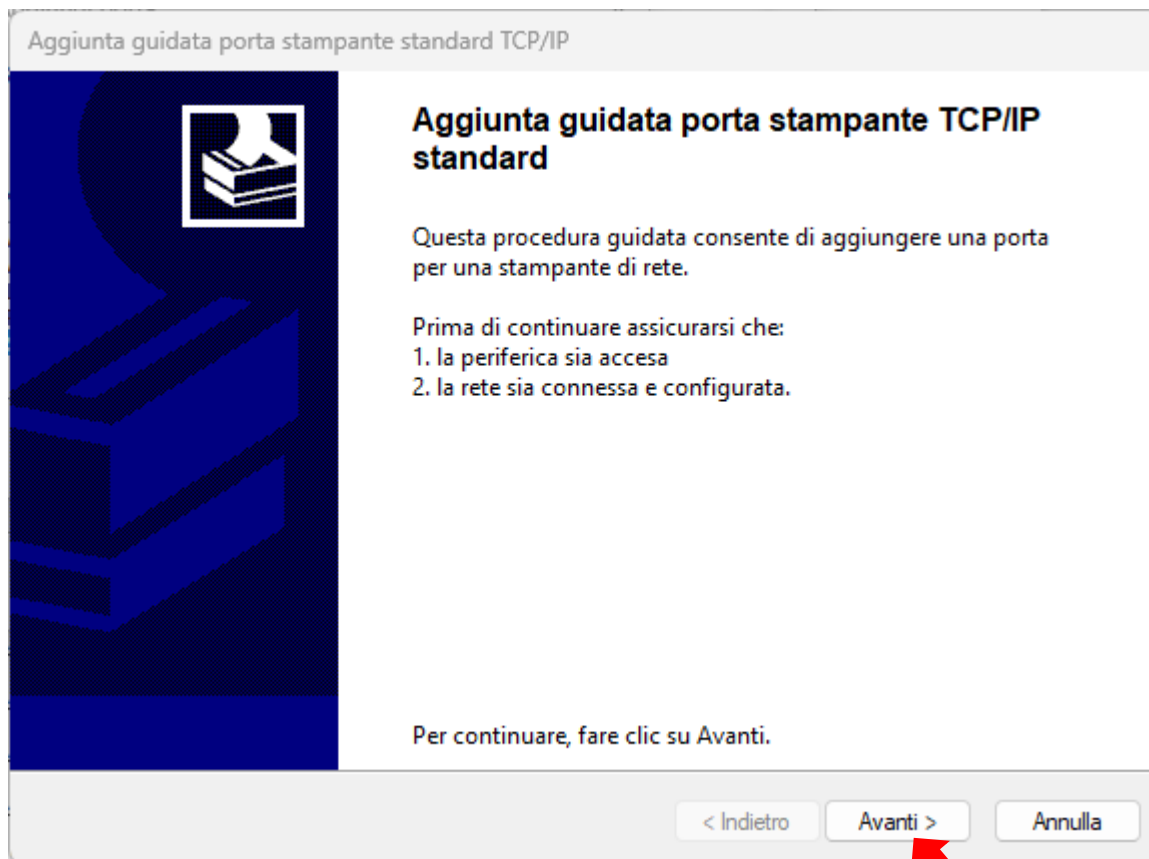 Aggiunta guidata porta stampante standard TCP/IP
Aggiunta guidata porta stampante TCP/IP
standard
Questa procedura guidata consente di aggiungere una porta
per una stampante di rete.
Prima di continuare assicurarsi che:
1. la periferica sia accesa
2. la rete sia connessa e configurata.
Per continuare, fare clic su Avanti.
< Indietro
Avanti >
Annulla